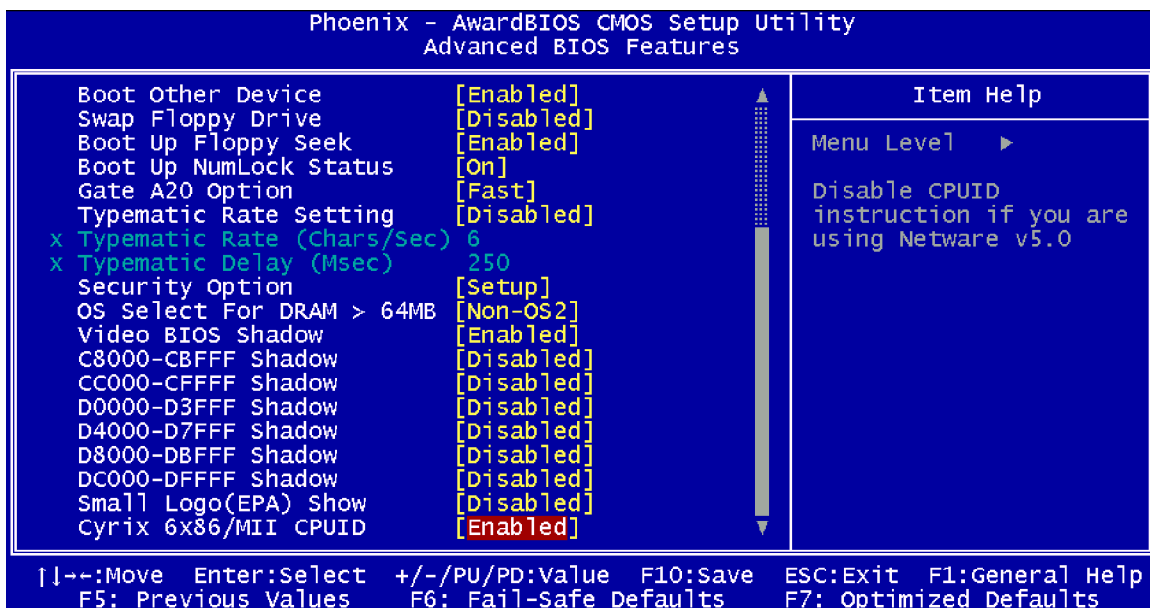 Phoenix - AwardBIOS CMOS Setup Utility
Advanced BIOS Features
Boot Other Device [Enabled]
Swap Floppy Drive [Disabled]
Boot Up Floppy Seek [Enabled]
Boot Up NumLock Status [On]
Gate A20 Option [Fast]
Typematic Rate Setting [Disabled]
x Typematic Rate (Chars/Sec) 6
x Typematic Delay (Msec) 250
Security Option [Setup]
OS Select For DRAM > 64MB [Non-OS2]
Video BIOS Shadow [Enabled]
C8000-CBFFF Shadow [Disabled]
CC000-CFFFF Shadow [Disabled]
D0000-D3FFF Shadow [Disabled]
D4000-D7FFF Shadow [Disabled]
D8000-DBFFF Shadow [Disabled]
DC000-DFFFF Shadow [Disabled]
Small Logo(EPA) Show [Disabled]
Cyrix 6x86/MII CPUID [Enabled]
Item Help
Menu Level ▶
Disable CPUID
instruction if you are
using Netware v5.0
↑↓→←:Move Enter:Select +/-/PU/PD:Value F10:Save ESC:Exit F1:General Help
F5: Previous Values F6: Fail-Safe Defaults F7: Optimized Defaults